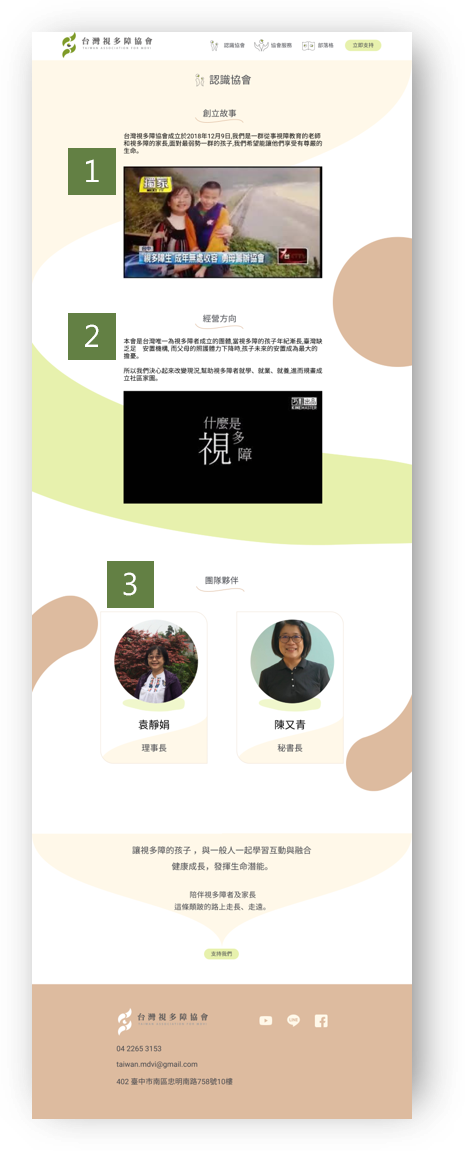 台灣視多障協會
TAIWAN ASSOCIATION FOR MDVI
認識協會
協會服務
部落格
立即支持
認識協會
創立故事
台灣視多障協會成立於2018年12月9日,我們是一群從事視障教育的老師
和視多障的家長,面對最弱勢一群的孩子,我們希望能讓他們享受有尊嚴的
生命。
1
獨家
視多障生 成年無處收容 勇母籌辦協會
2
經營方向
本會是台灣唯一為視多障者成立的團體,當視多障的孩子年紀漸長,臺灣缺
乏足 安置機構, 而父母的照護體力下降時,孩子未來的安置成為最大的
擔憂。
所以我們決心起來改變現況,幫助視多障者就學、就業、就養,進而規畫成
立社區家園。
KINEMASTER
什麼是
視多障
3
團隊夥伴
袁靜娟
理事長
陳又青
秘書長
讓視多障的孩子 ，與一般人一起學習互動與融合
健康成長，發揮生命潛能。
陪伴視多障者及家長
這條顛跛的路上走長、走遠。
支持我們
台灣視多障協會
TAIWAN ASSOCIATION FOR MDVI
LINE
04 2265 3153
taiwan.mdvi@gmail.com
402 臺中市南區忠明南路758號10樓